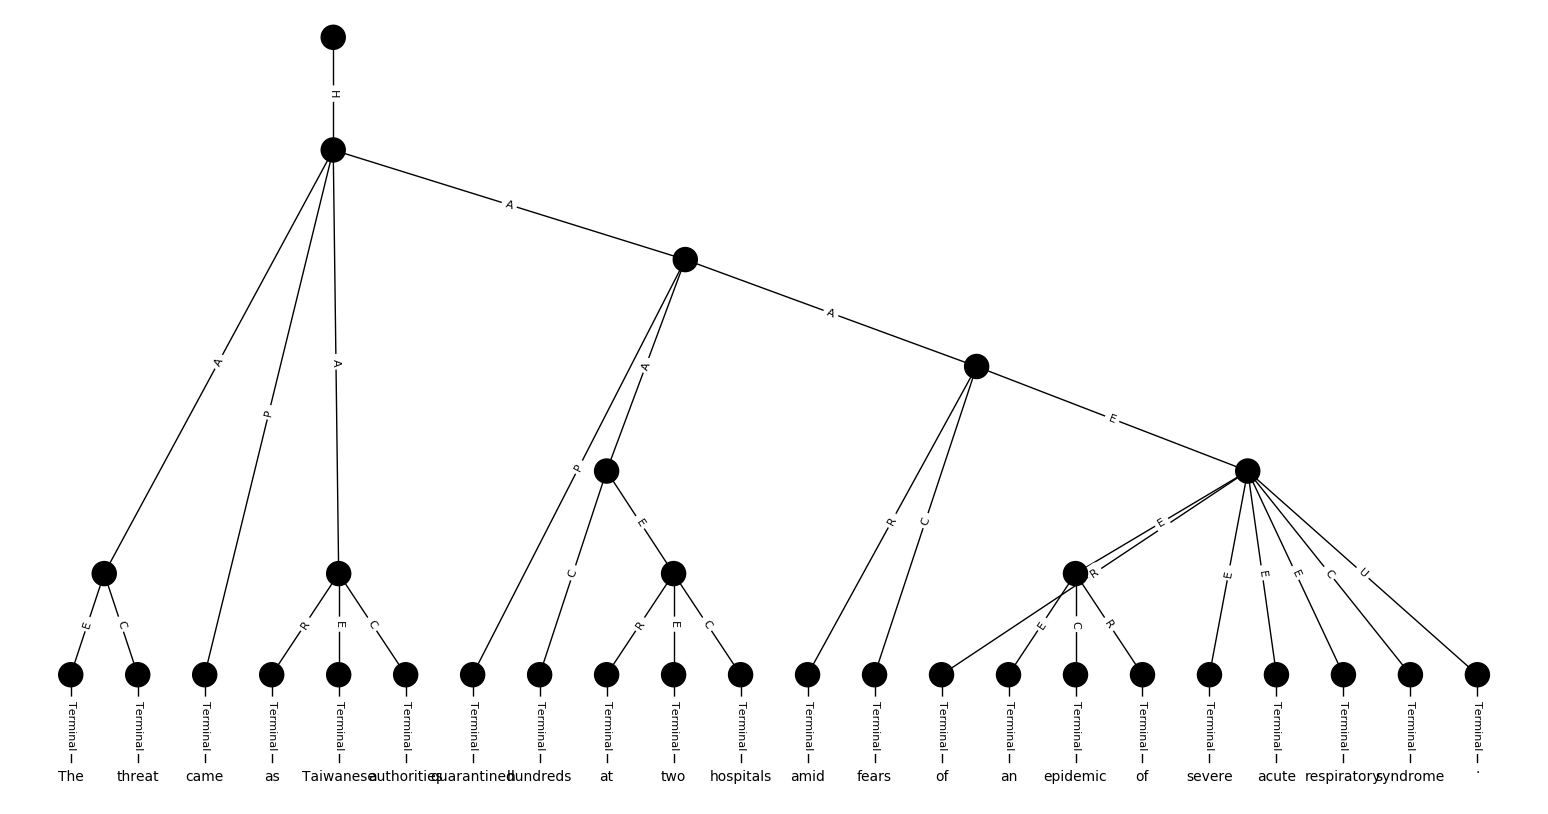 H
A
A
A
A
P
A
A
P
E
R
C
E
E
R
E
E
E
C
U
C
E
C
R
E
C
R
E
C
E
C
R
Terminal Terminal Terminal Terminal Terminal Terminal Terminal Terminal Terminal Terminal Terminal Terminal Terminal Terminal Terminal Terminal Terminal Terminal Terminal Terminal Terminal Terminal
The threat came as Taiwanese authorities quarantined hundreds at two hospitals amid fears of an epidemic of severe acute respiratory syndrome .